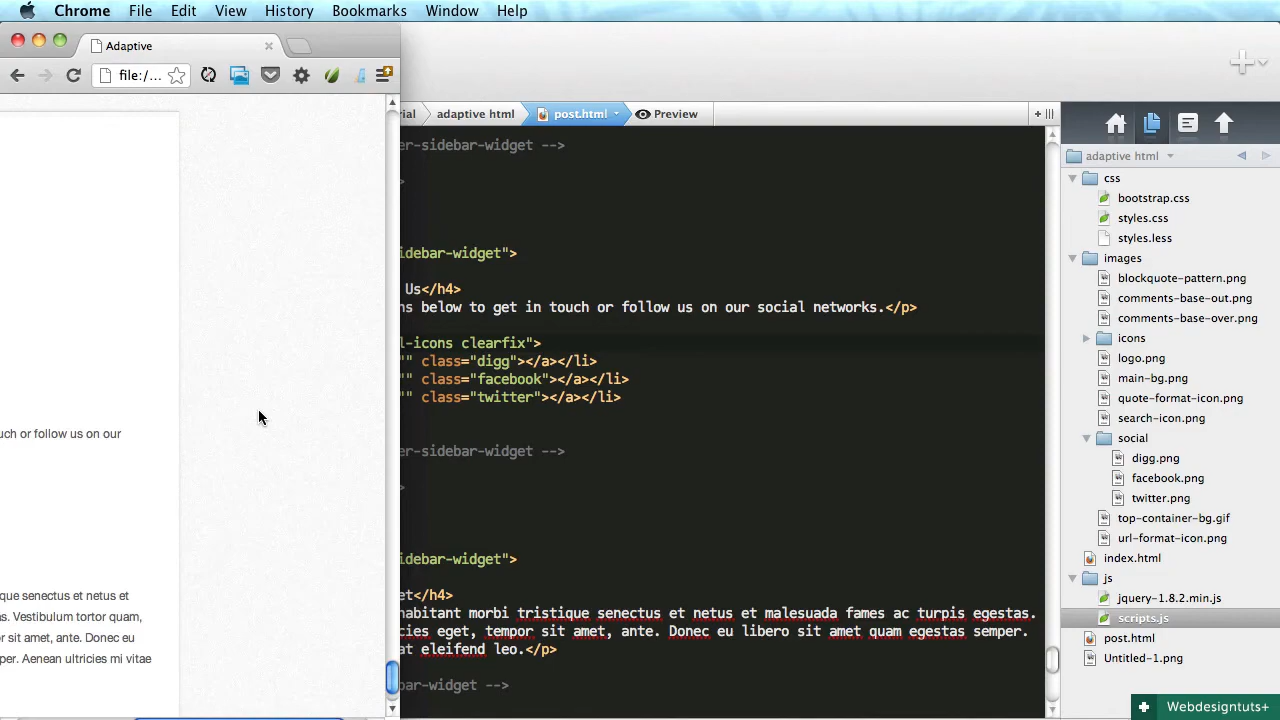 Chrome File Edit View History Bookmarks Window Help
Adaptive
file:/...
rial adaptive html post.html Preview
er-sidebar-widget -->
>
idebar-widget">
Us</h4>
ns below to get in touch or follow us on our social networks.</p>
l-icons clearfix">
"" class="digg"></a></li>
"" class="facebook"></a></li>
"" class="twitter"></a></li>
er-sidebar-widget -->
>
idebar-widget">
et</h4>
habitant morbi tristique senectus et netus et malesuada fames ac turpis egestas.
cies eget, tempor sit amet, ante. Donec eu libero sit amet quam egestas semper.
at eleifend leo.</p>
bar-widget -->
uch or follow us on our
que senectus et netus et
as. Vestibulum tortor quam,
or sit amet, ante. Donec eu
per. Aenean ultricies mi vitae
adaptive html
css
bootstrap.css
styles.css
styles.less
images
blockquote-pattern.png
comments-base-out.png
comments-base-over.png
icons
logo.png
main-bg.png
quote-format-icon.png
search-icon.png
social
digg.png
facebook.png
twitter.png
top-container-bg.gif
url-format-icon.png
index.html
js
jquery-1.8.2.min.js
scripts.js
post.html
Untitled-1.png
Webdesigntuts+